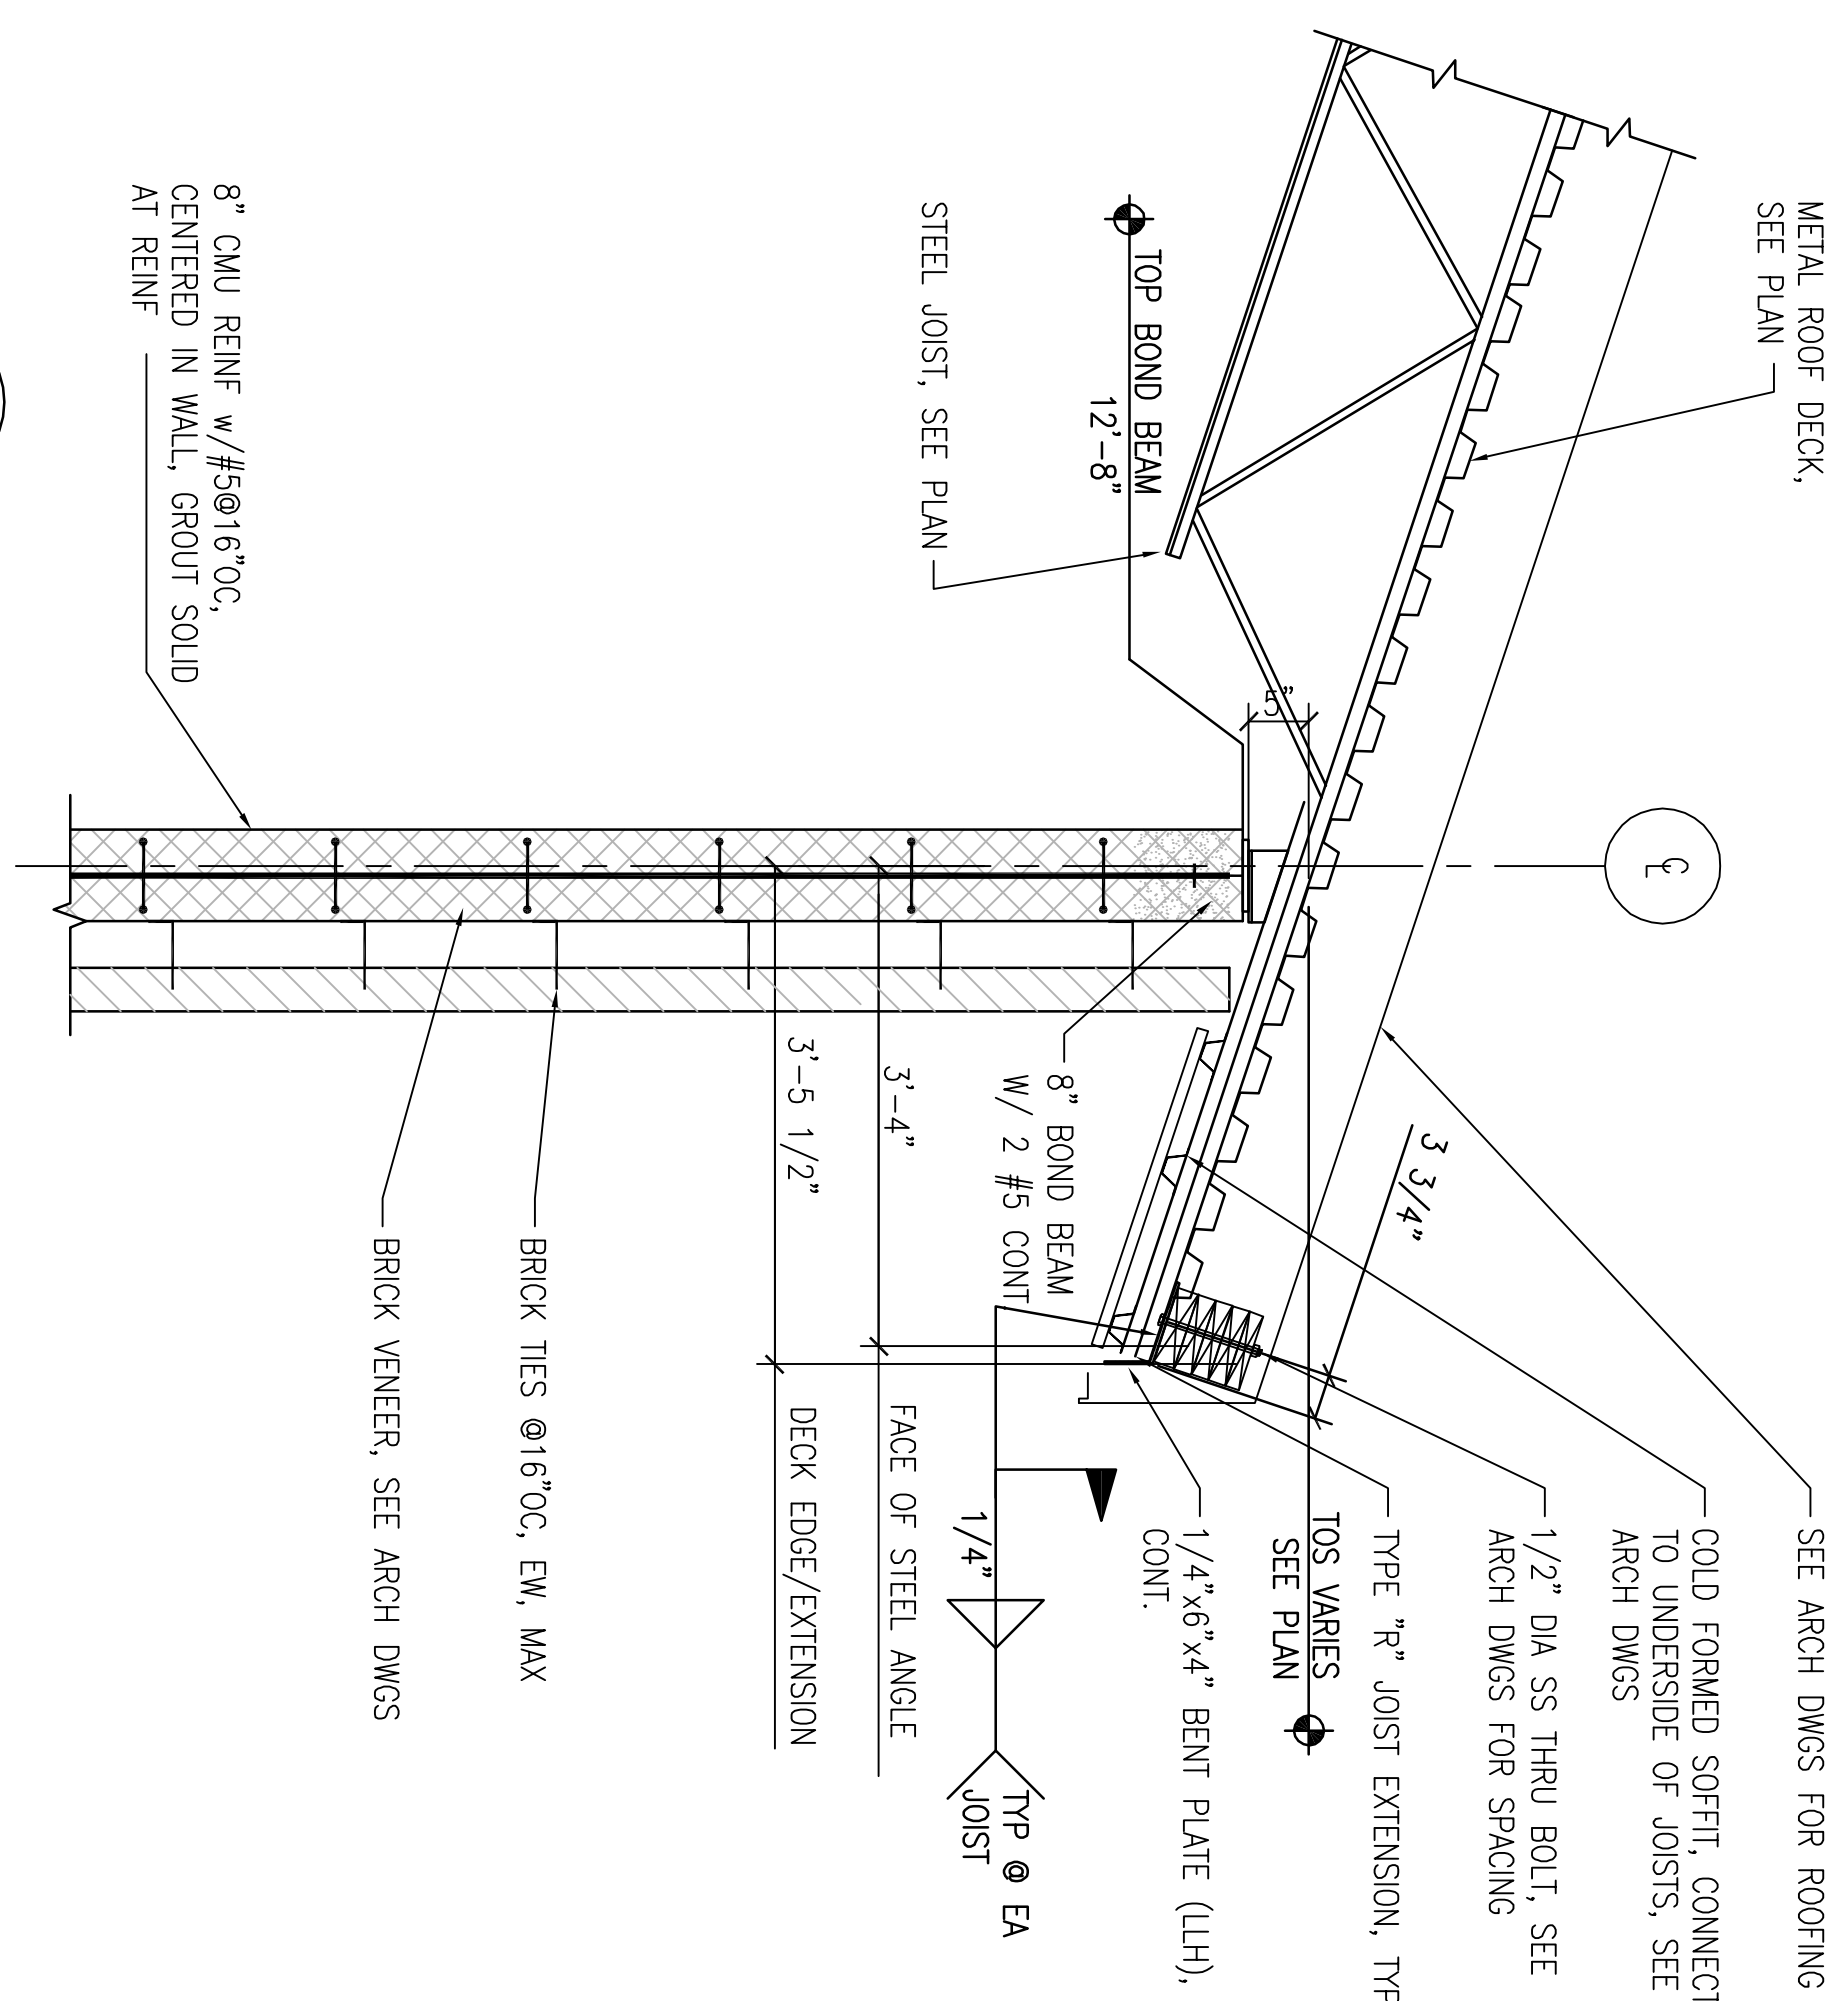 METAL ROOF DECK,
SEE PLAN
SEE ARCH DWGS FOR ROOFING
COLD FORMED SOFFIT, CONNECT
TO UNDERSIDE OF JOISTS, SEE
ARCH DWGS
1/2" DIA SS THRU BOLT, SEE
ARCH DWGS FOR SPACING
TYPE "R" JOIST EXTENSION, TYP
TOS VARIES
SEE PLAN
1/4"x6"x4" BENT PLATE (LLH),
CONT.
CL
3 3/4"
5"
TOP BOND BEAM
12'-8"
STEEL JOIST, SEE PLAN
8" BOND BEAM
W/ 2 #5 CONT
1/4"
TYP @ EA
JOIST
3'-4"
FACE OF STEEL ANGLE
3'-5 1/2"
DECK EDGE/EXTENSION
BRICK TIES @16"OC, EW, MAX
BRICK VENEER, SEE ARCH DWGS
8" CMU REINF w/#5@16"OC,
CENTERED IN WALL, GROUT SOLID
AT REINF